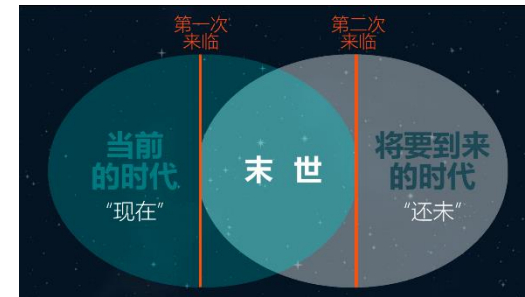 第一次
来临
第二次
来临
当前
的时代
"现在"
末 世
将要到来
的时代
"还未"